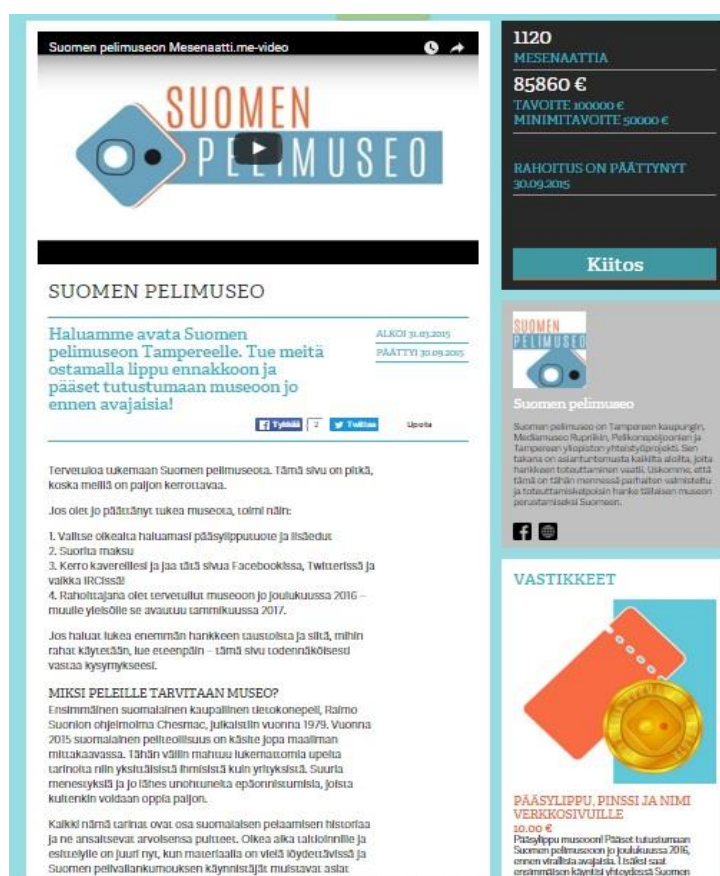 Suomen pelimuseon Mesenaatti.me-video
SUOMEN
PELIMUSEO
SUOMEN PELIMUSEO
Haluamme avata Suomen
pelimuseon Tampereelle. Tue meitä
ostamalla lippu ennakkoon ja
pääset tutustumaan museoon jo
ennen avajaisia!
ALKOI 31.03.2015
PÄÄTTYI 30.09.2015
Tykkää 2 Twiittaa Upota
Tervetuloa tukemaan Suomen pelimuseota. Tämä sivu on pitkä,
koska meillä on paljon kerrottavaa.
Jos olet jo päättänyt tukea museota, toimi näin:
1. Valitse oikealta haluamasi pääsylipputuote ja lisäedut
2. Suorita maksu
3. Kerro kavereillesi ja jaa tätä sivua Facebookissa, Twitterissä ja
vaikka IRCissä!
4. Rahoittajana olet tervetullut museoon jo joulukuussa 2016 –
muulle yleisölle se avautuu tammikuussa 2017.
Jos haluat lukea enemmän hankkeen taustoista ja siitä, mihin
rahat käytetään, lue eteenpäin – tämä sivu todennäköisesti
vastaa kysymykseesi.
MIKSI PELEILLE TARVITAAN MUSEO?
Ensimmäinen suomalainen kaupallinen tietokonepeli, Raimo
Suonion ohjelmoima Chesmac, julkaistiin vuonna 1979. Vuonna
2015 suomalainen peliteollisuus on käsite jopa maailman
mittakaavassa. Tähän väliin mahtuu lukemattomia upeita
tarinoita niin yksittäisistä ihmisistä kuin yrityksistä. Suuria
menestyksiä ja jo lähes unohtuneita epäonnistumisia, joista
kuitenkin voidaan oppia paljon.
Kaikki nämä tarinat ovat osa suomalaisen pelaamisen historiaa
ja ne ansaitsevat arvoisensa puitteet. Oikea aika talkoinnille ja
esittelylle on juuri nyt, kun materiaalia on vielä löydettävissä ja
Suomen pelivallankumouksen käynnistäjät muistavat asiat
1120
MESENAATTIA
85860 €
TAVOITE 100000 €
MINIMITAVOITE 50000 €
RAHOITUS ON PÄÄTTYNYT
30.09.2015
Kiitos
SUOMEN
PELIMUSEO
Suomen pelimuseo
Suomen pelimuseo on Tampereen kaupungin,
Mediamuseo Rupriikin, Pelikonepeijoonien ja
Tampereen yliopiston yhteistyöprojekti. Sen
takana on asiantuntemusta kaikilta aloilta, joita
hankkeen toteuttaminen vaatii. Uskomme, että
tämä on tähän mennessä parhaiten valmisteltu
ja toteuttamiskelpoisin hanke tällaisen museon
perustamiseksi Suomeen.
VASTIKKEET
PÄÄSYLIPPU, PINSSI JA NIMI
VERKKOSIVUILLE
10.00 €
Pääsylippu museoon! Pääset tutustumaan
Suomen pelimuseoon jo joulukuussa 2016,
ennen virallisia avajaisia. Lisäksi saat
ensimmäisen käyntisi yhteydessä Suomen